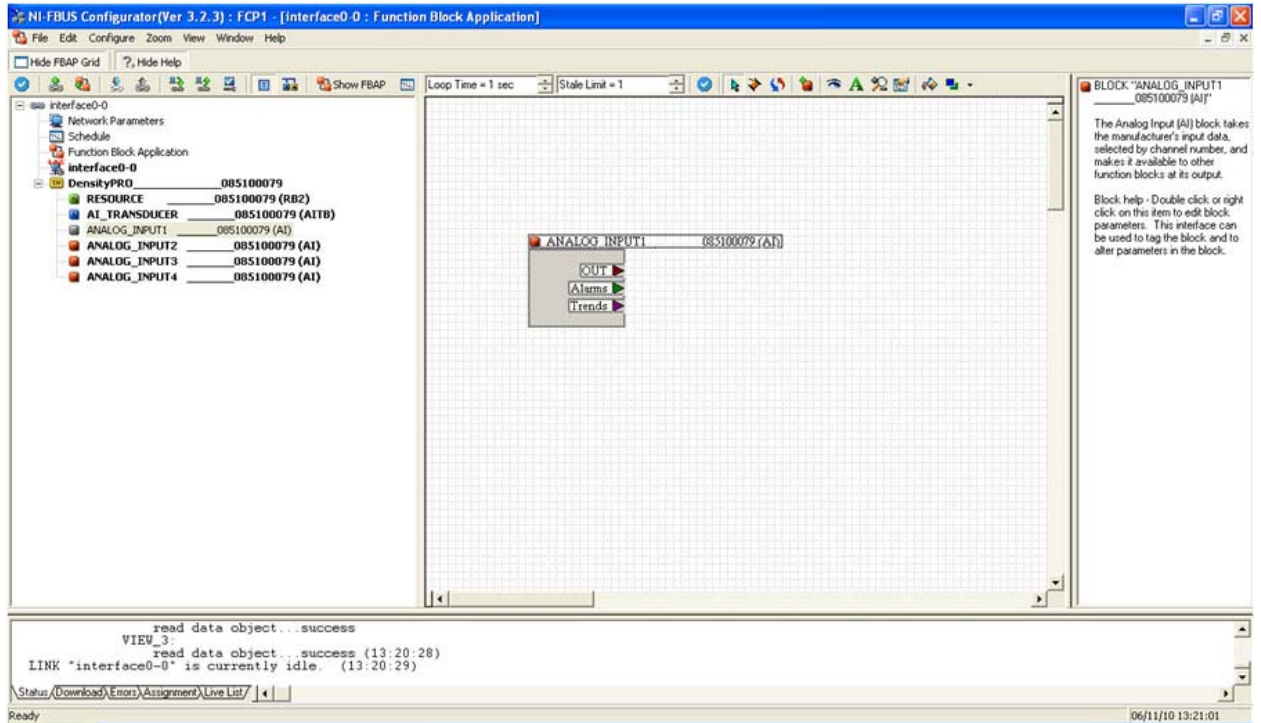 NI-FBUS Configurator(Ver 3.2.3) : FCP1 - [interface0-0 : Function Block Application]
File Edit Configure Zoom View Window Help
Hide FBAP Grid ?, Hide Help
Show FBAP Loop Time = 1 sec Stale Limit = 1
interface0-0
Network Parameters
Schedule
Function Block Application
interface0-0
DensityPRO____________085100079
RESOURCE ______085100079 (RB2)
AI_TRANSDUCER _______085100079 (AITB)
ANALOG_INPUT1 _______085100079 (AI)
ANALOG_INPUT2 _______085100079 (AI)
ANALOG_INPUT3 _______085100079 (AI)
ANALOG_INPUT4 _______085100079 (AI)
ANALOG_INPUT1 _______085100079 (AI)
OUT
Alarms
Trends
BLOCK "ANALOG_INPUT1
_______085100079 (AI)"
The Analog Input (AI) block takes
the manufacturer's input data,
selected by channel number, and
makes it available to other
function blocks at its output.
Block help - Double click or right
click on this item to edit block
parameters. This interface can
be used to tag the block and to
alter parameters in the block.
read data object...success
VIEW_3:
read data object...success (13:20:28)
LINK "interface0-0" is currently idle. (13:20:29)
Status Download Errors Assignment Live List
Ready 06/11/10 13:21:01